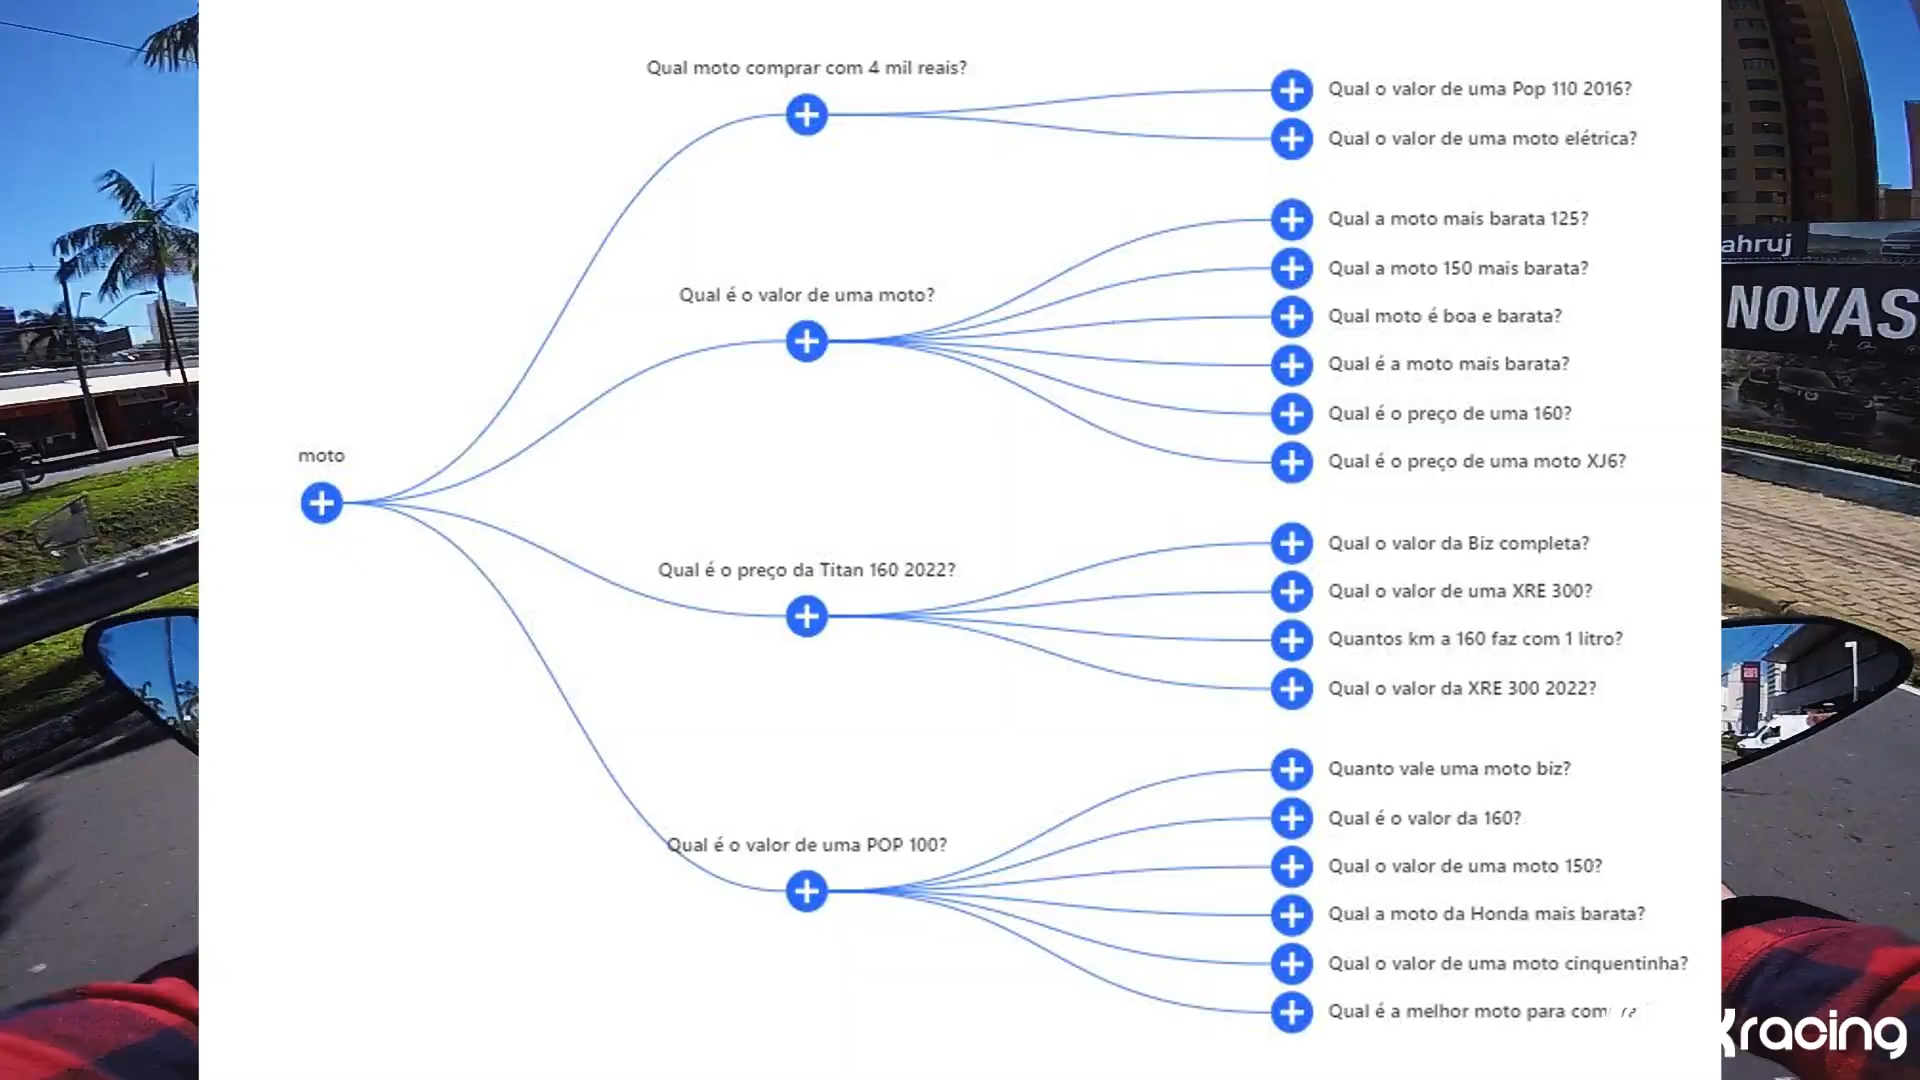 Qual moto comprar com 4 mil reais?
Qual o valor de uma Pop 110 2016?
Qual o valor de uma moto elétrica?
Qual a moto mais barata 125?
Qual a moto 150 mais barata?
Qual é o valor de uma moto?
Qual moto é boa e barata?
Qual é a moto mais barata?
Qual é o preço de uma 160?
Qual é o preço de uma moto XJ6?
moto
Qual o valor da Biz completa?
Qual é o preço da Titan 160 2022?
Qual o valor de uma XRE 300?
Quantos km a 160 faz com 1 litro?
Qual o valor da XRE 300 2022?
Quanto vale uma moto biz?
Qual é o valor da 160?
Qual é o valor de uma POP 100?
Qual o valor de uma moto 150?
Qual a moto da Honda mais barata?
Qual o valor de uma moto cinquentinha?
Qual é a melhor moto para
ahruj
NOVAS
racing